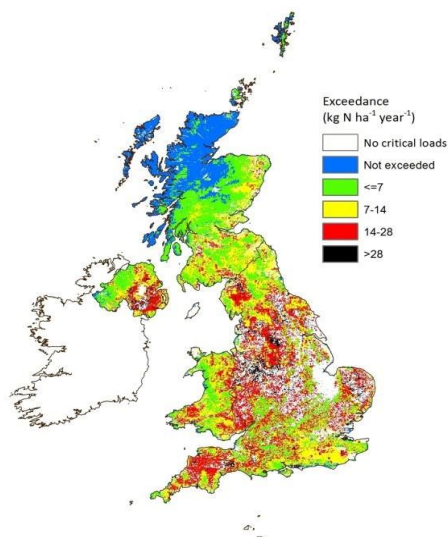 Exceedance
(kg N ha⁻¹ year⁻¹)
No critical loads
Not exceeded
<=7
7-14
14-28
>28